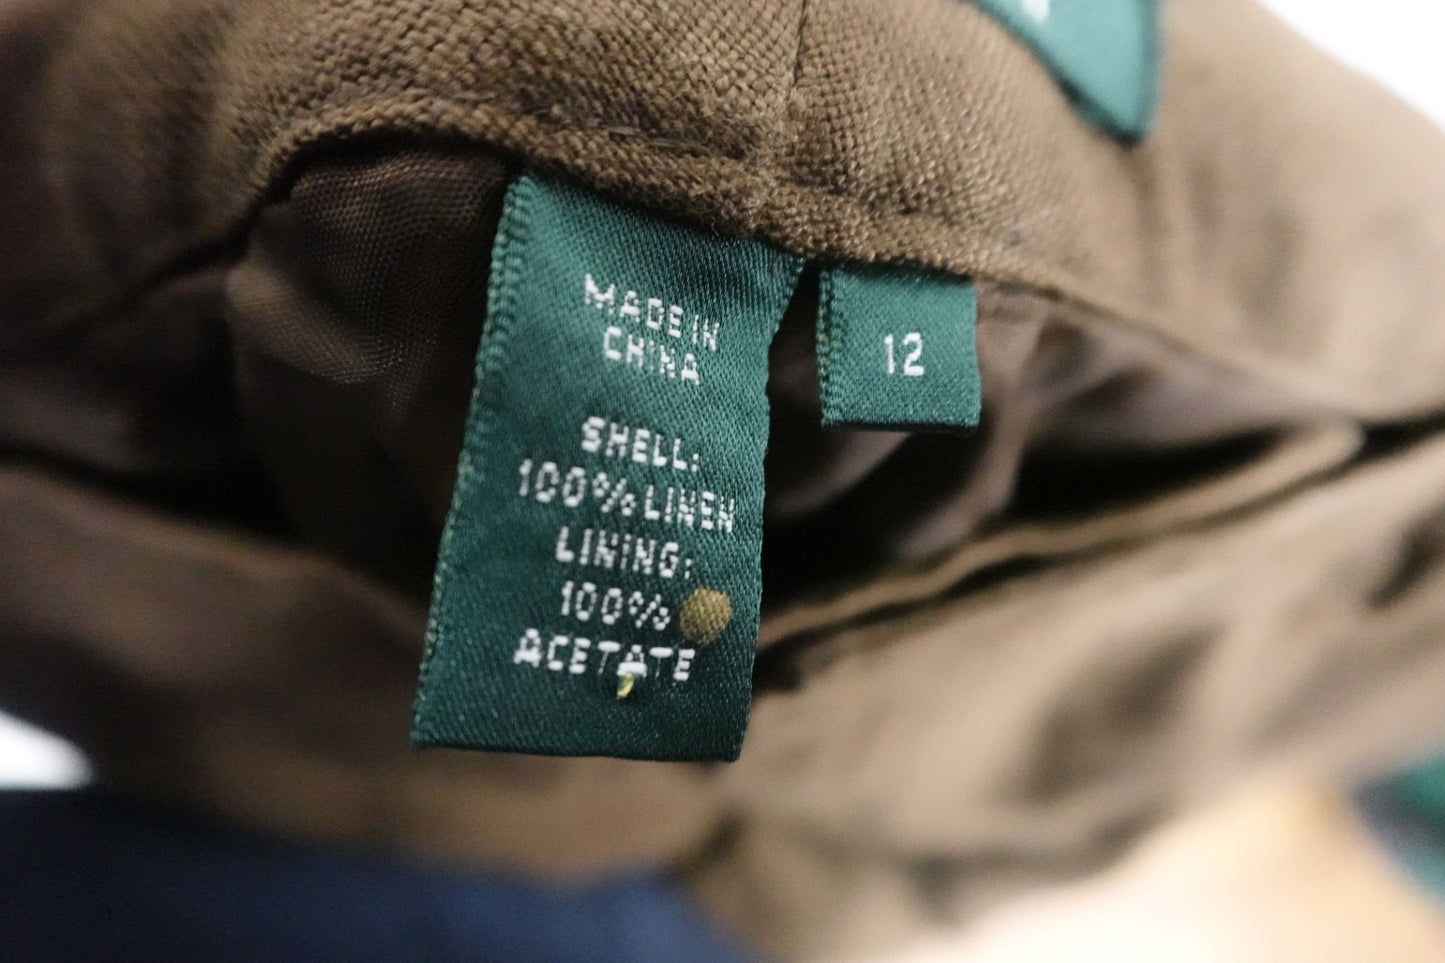 MADE IN
CHINA
SHELL:
100% LINEN
LINING:
100%
ACETATE
12